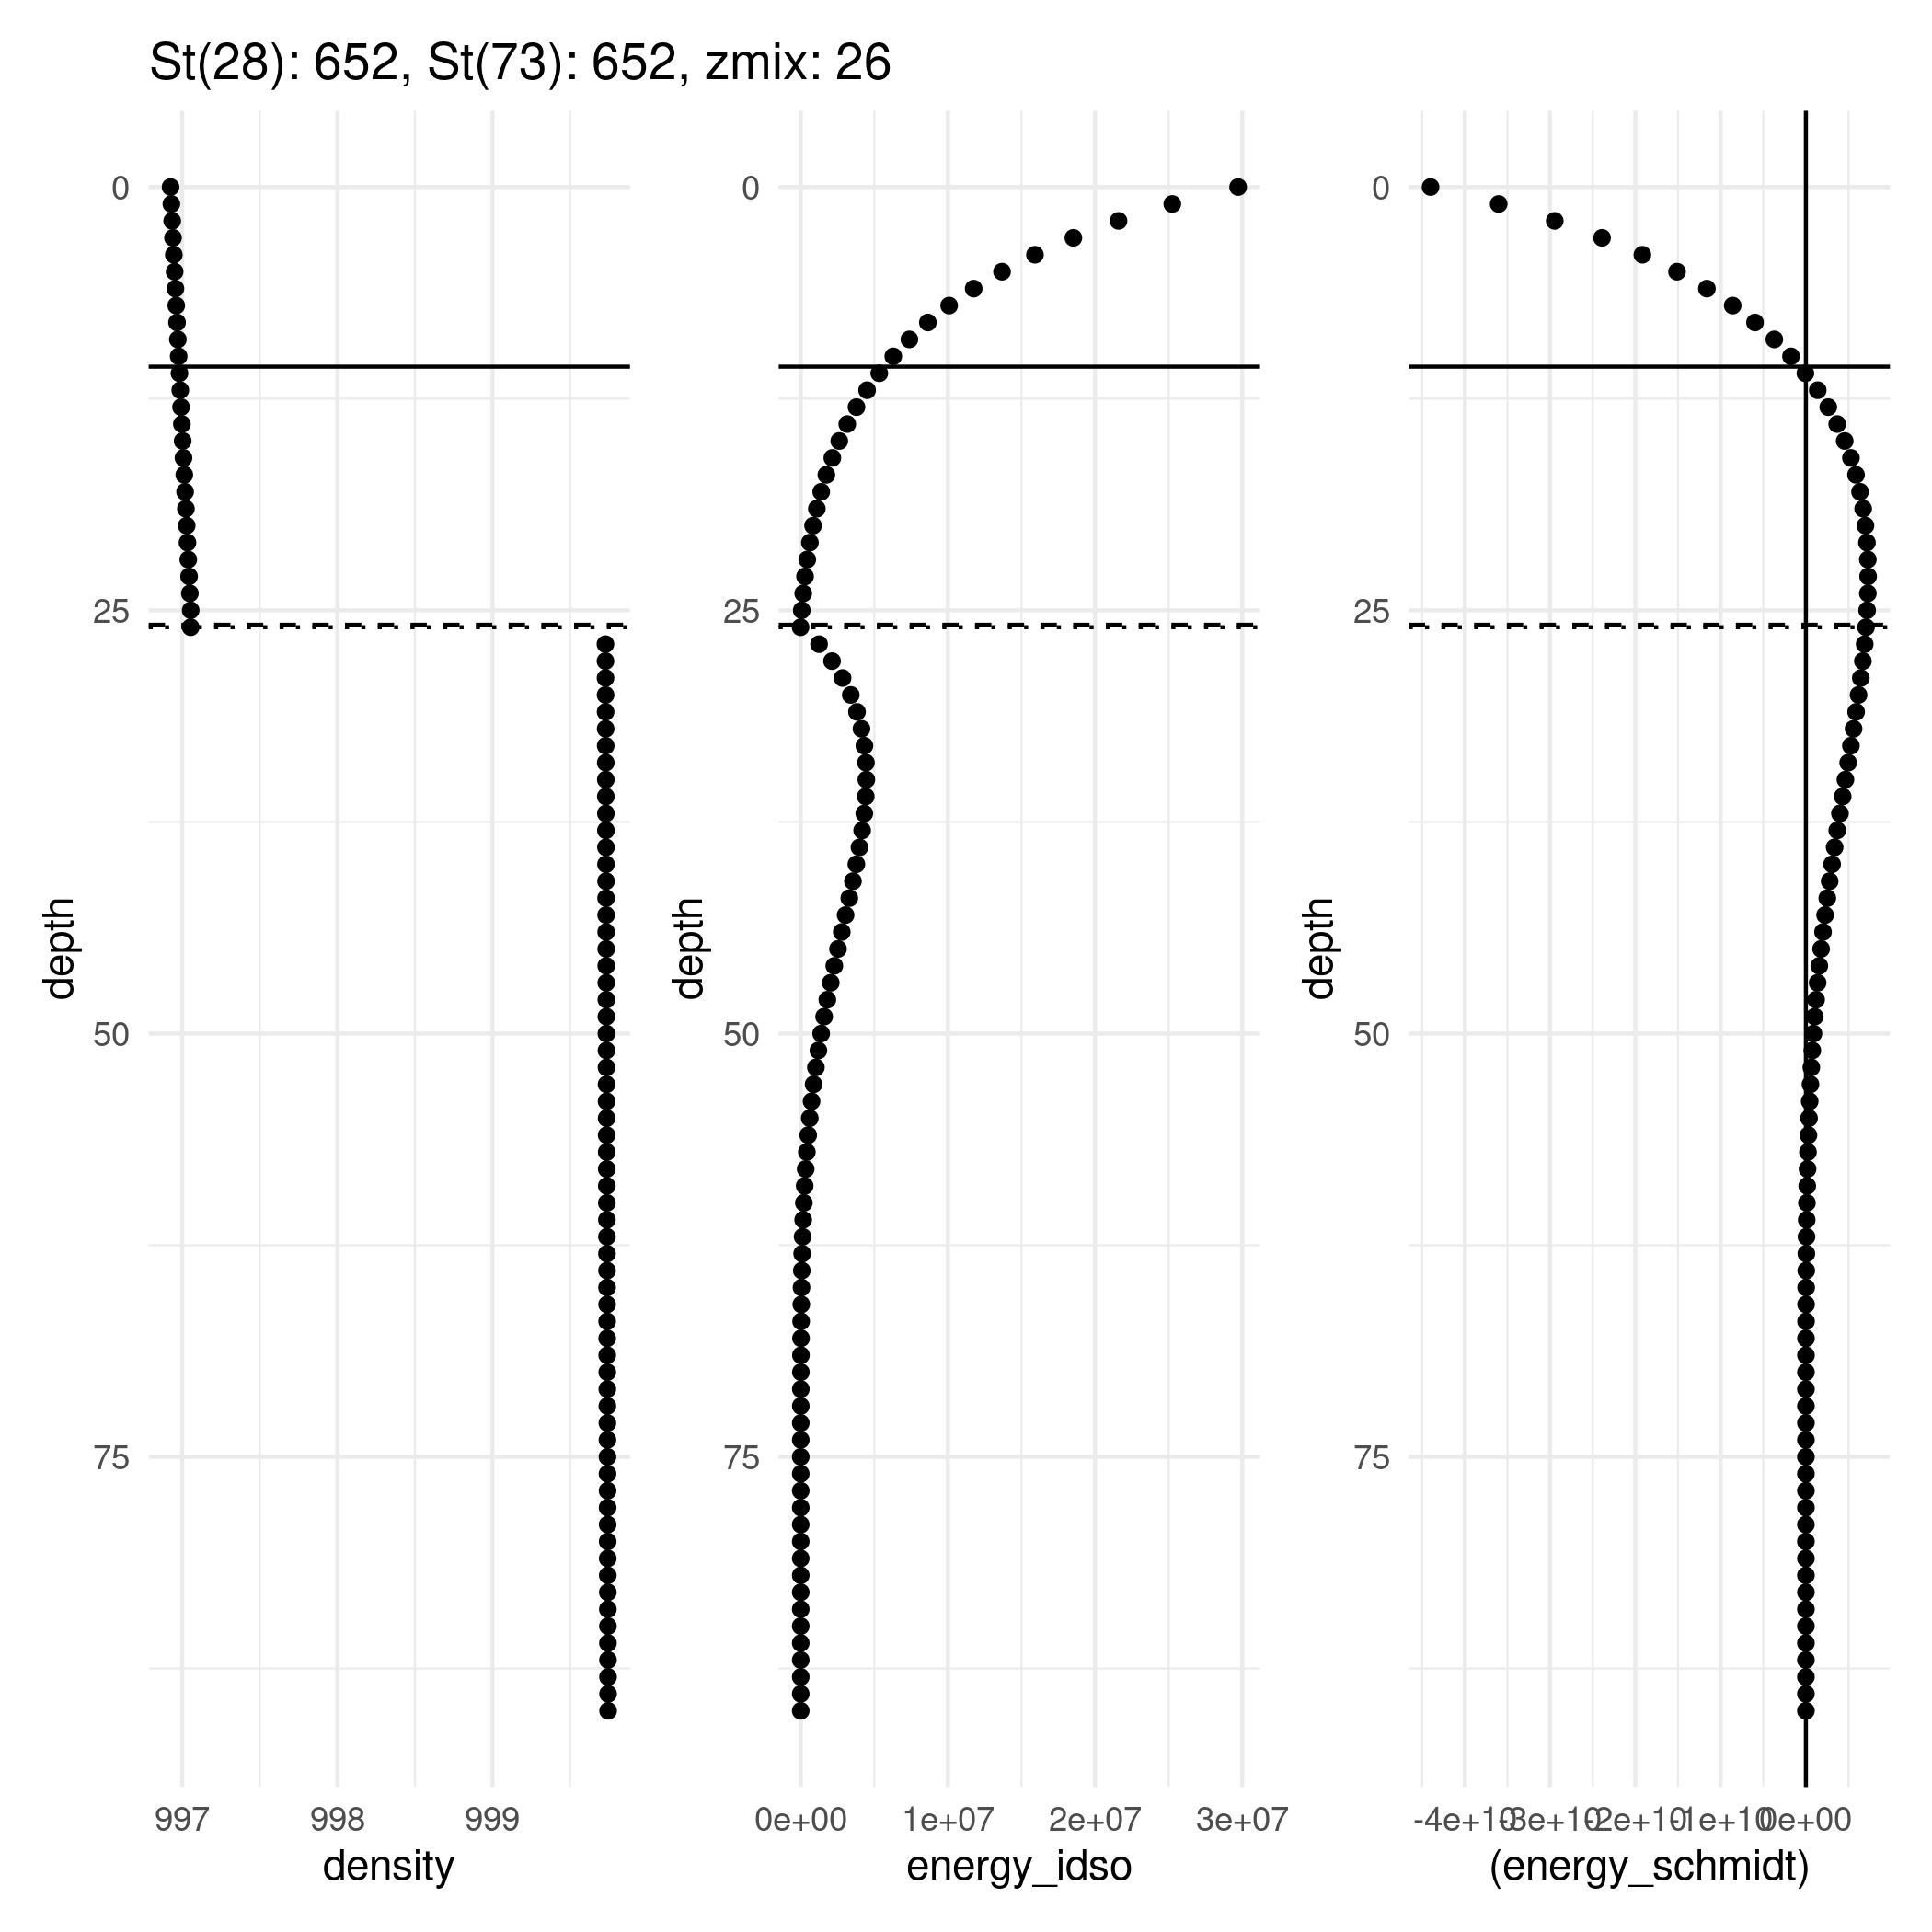 St(28): 652, St(73): 652, zmix: 26
0
25
50
75
depth
997 998 999
density
0
25
50
75
depth
0e+00 1e+07 2e+07 3e+07
energy_idso
0
25
50
75
depth
-4e+10 -3e+10 -2e+10 -1e+10 0e+00
(energy_schmidt)